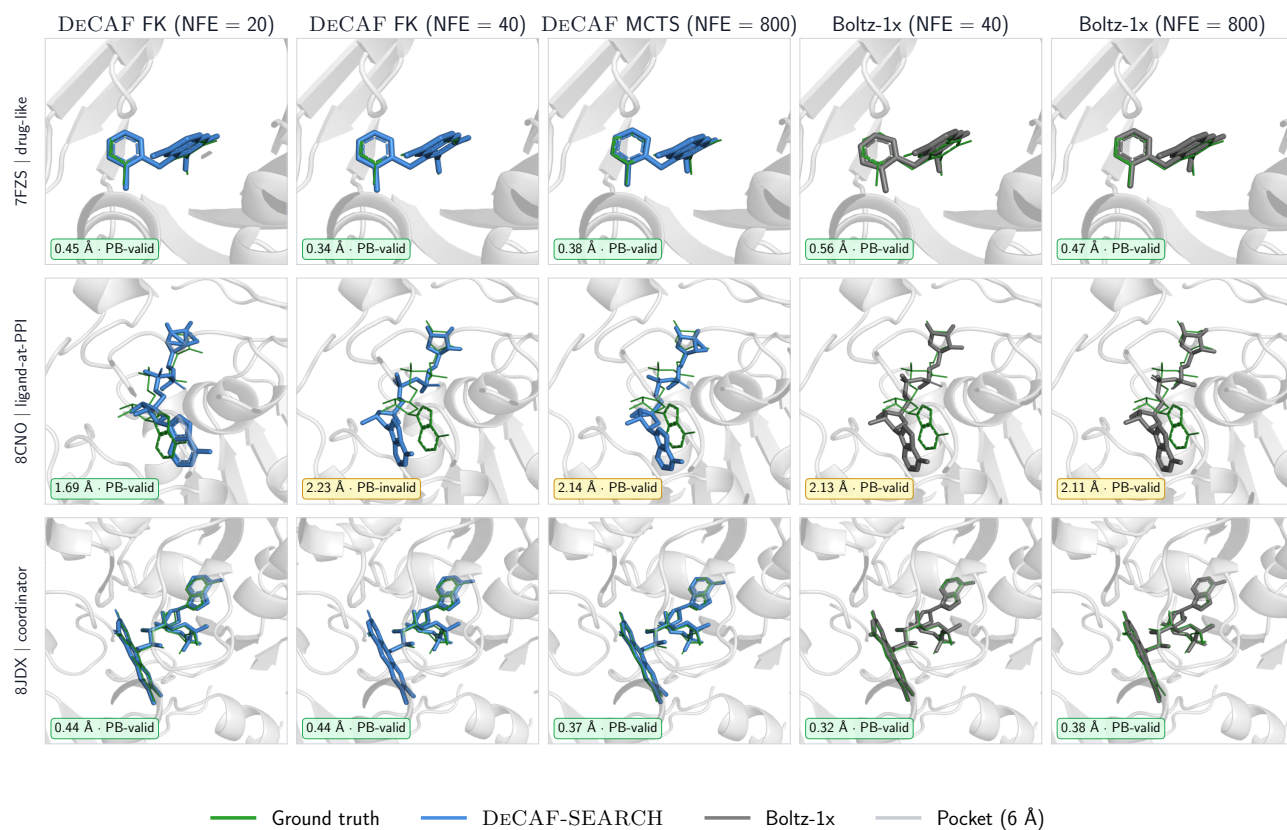 DECAF FK (NFE = 20) DECAF FK (NFE = 40) DECAF MCTS (NFE = 800) Boltz-1x (NFE = 40) Boltz-1x (NFE = 800)
7FZS | drug-like
0.45 Å · PB-valid 0.34 Å · PB-valid 0.38 Å · PB-valid 0.56 Å · PB-valid 0.47 Å · PB-valid
8CNO | ligand-at-PPI
1.69 Å · PB-valid 2.23 Å · PB-invalid 2.14 Å · PB-valid 2.13 Å · PB-valid 2.11 Å · PB-valid
8JDX | coordinator
0.44 Å · PB-valid 0.44 Å · PB-valid 0.37 Å · PB-valid 0.32 Å · PB-valid 0.38 Å · PB-valid
Ground truth DECAF-SEARCH Boltz-1x Pocket (6 Å)